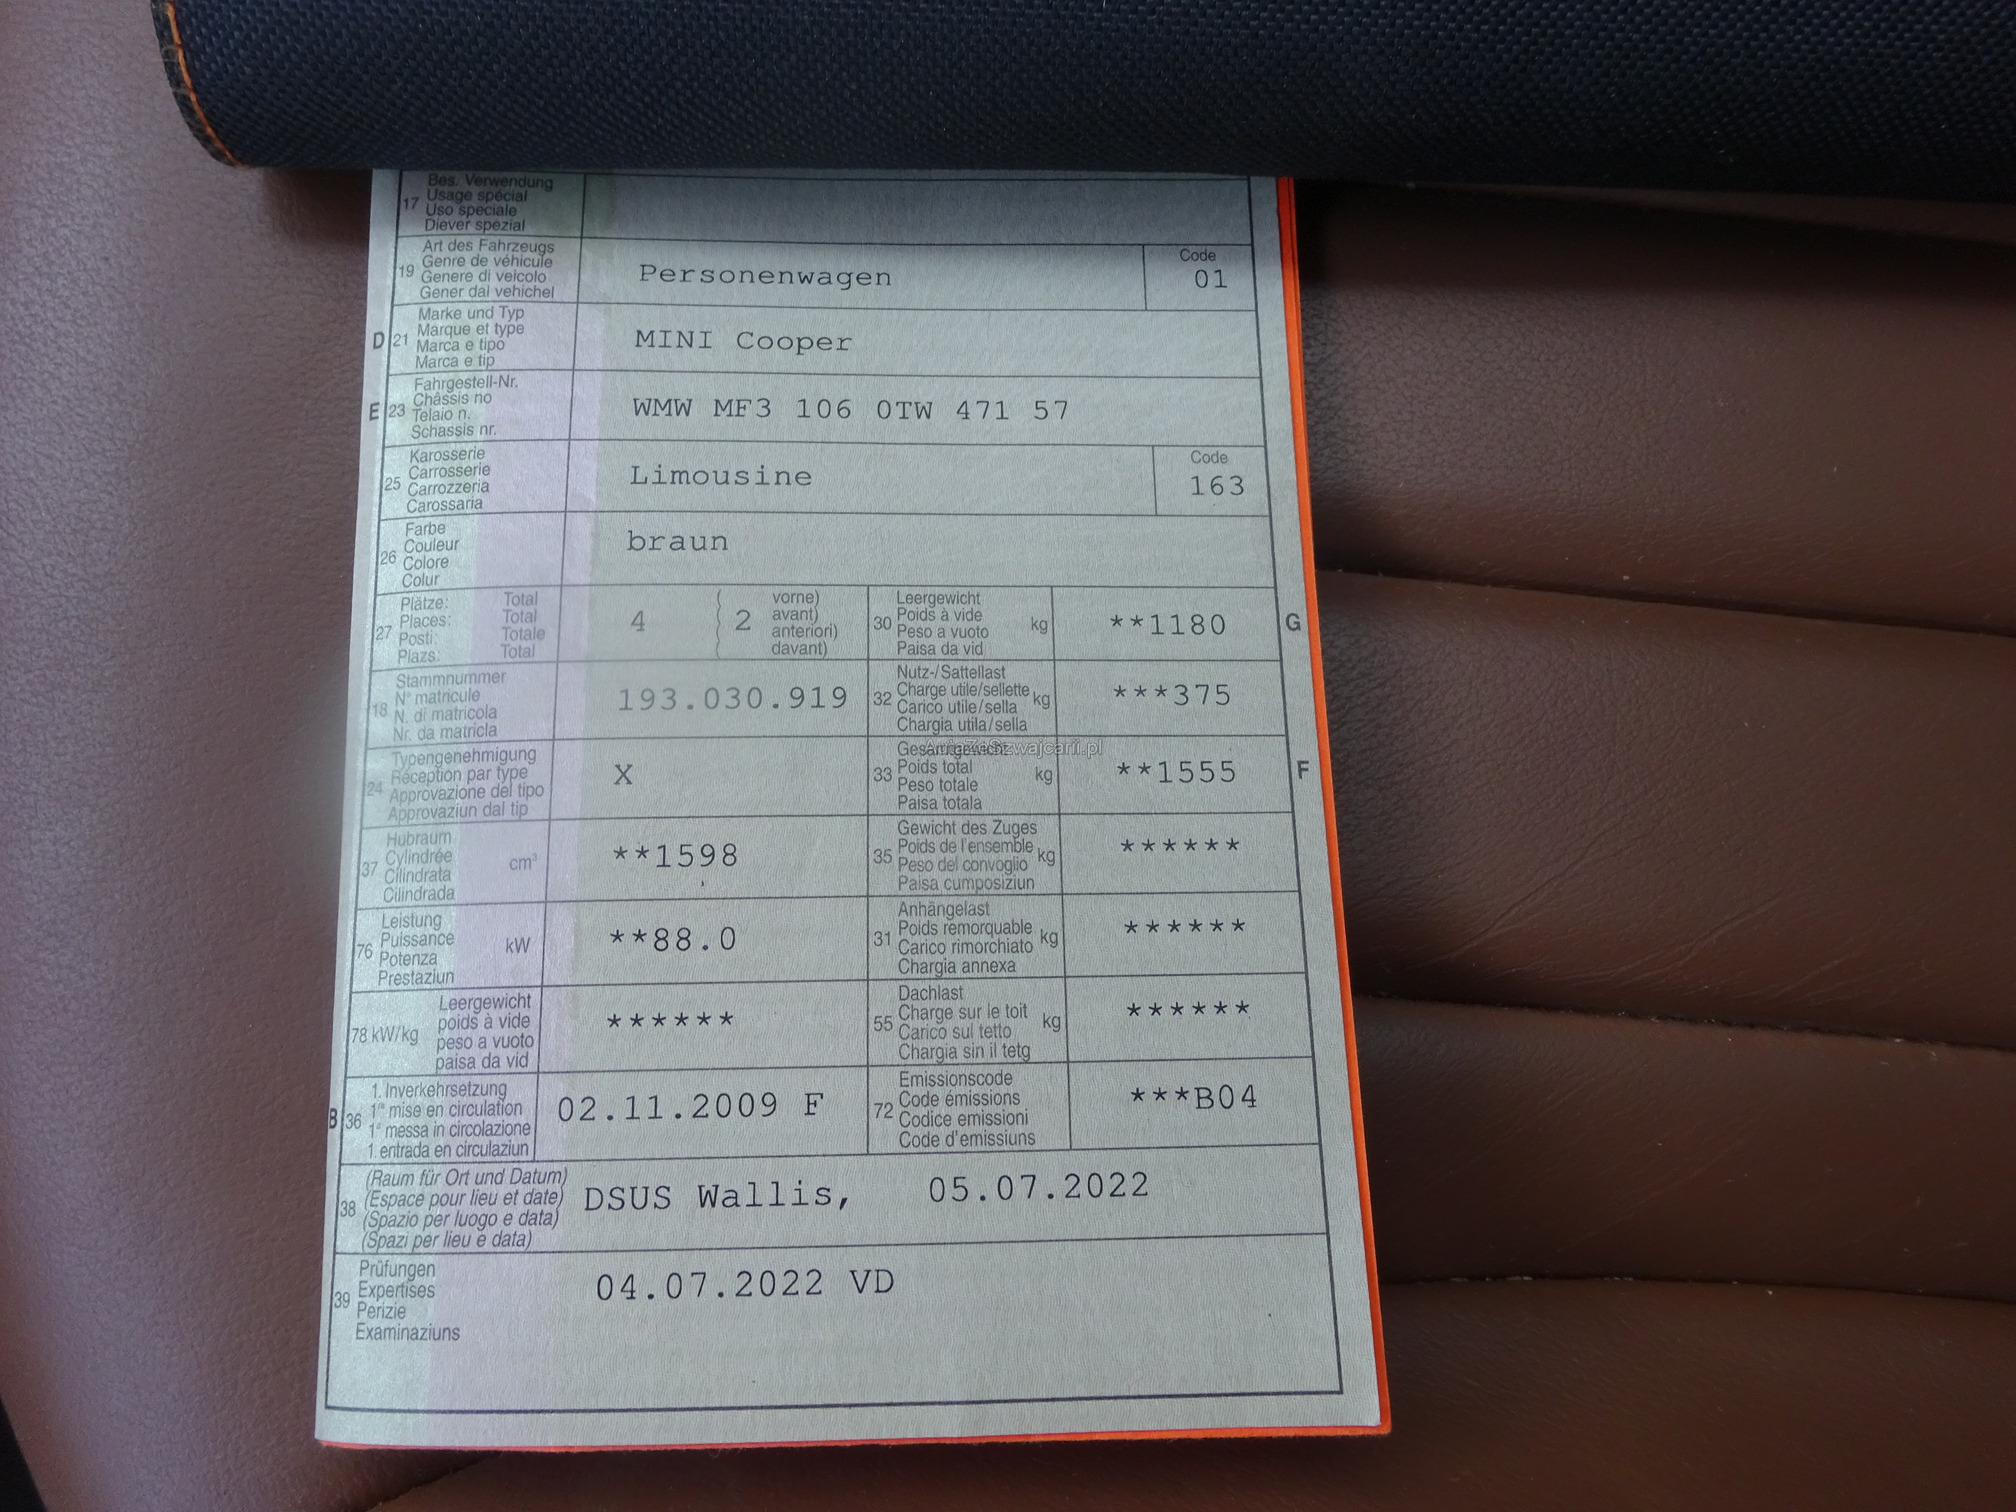 17 Bes. Verwendung
Usage spécial
Uso speciale
Diever spezial
19 Art des Fahrzeugs
Genre de véhicule
Genere di veicolo
Gener dal vehichel
Personenwagen
Code
01
D 21 Marke und Typ
Marque et type
Marca e tipo
Marca e tip
MINI Cooper
E 23 Fahrgestell-Nr.
Châssis no
Telaio n.
Schassis nr.
WMW MF3 106 0TW 471 57
25 Karosserie
Carrosserie
Carrozzeria
Carossaria
Limousine
Code
163
26 Farbe
Couleur
Colore
Colur
braun
27 Plätze: Total
Places: Total
Posti: Totale
Plazs: Total
4 ( 2 vorne)
avant)
anteriori)
davant)
30 Leergewicht
Poids à vide
Peso a vuoto
Paisa da vid
kg
**1180
G
18 Stammnummer
N° matricule
N. di matricola
Nr. da matricla
193.030.919
32 Nutz-/Sattellast
Charge utile/sellette
Carico utile/sella
Chargia utila/sella
kg
***375
24 Typengenehmigung
Réception par type
Approvazione del tipo
Approvaziun dal tip
X
33 Gesamtgewicht
Poids total
Peso totale
Paisa totala
kg
**1555
F
AutaZeSzwajcarii.pl
37 Hubraum
Cylindrée
Cilindrata
Cilindrada
cm³
**1598
35 Gewicht des Zuges
Poids de l'ensemble
Peso del convoglio
Paisa cumposiziun
kg
******
76 Leistung
Puissance
Potenza
Prestaziun
kW
**88.0
31 Anhängelast
Poids remorquable
Carico rimorchiato
Chargia annexa
kg
******
78 kW/kg
Leergewicht
poids à vide
peso a vuoto
paisa da vid
******
55 Dachlast
Charge sur le toit
Carico sul tetto
Chargia sin il tetg
kg
******
B 36 1. Inverkehrsetzung
1re mise en circulation
1a messa in circolazione
1. entrada en circulaziun
02.11.2009 F
72 Emissionscode
Code émissions
Codice emissioni
Code d'emissiuns
***B04
38 (Raum für Ort und Datum)
(Espace pour lieu et date)
(Spazio per luogo e data)
(Spazi per lieu e data)
DSUS Wallis, 05.07.2022
39 Prüfungen
Expertises
Perizie
Examinaziuns
04.07.2022 VD